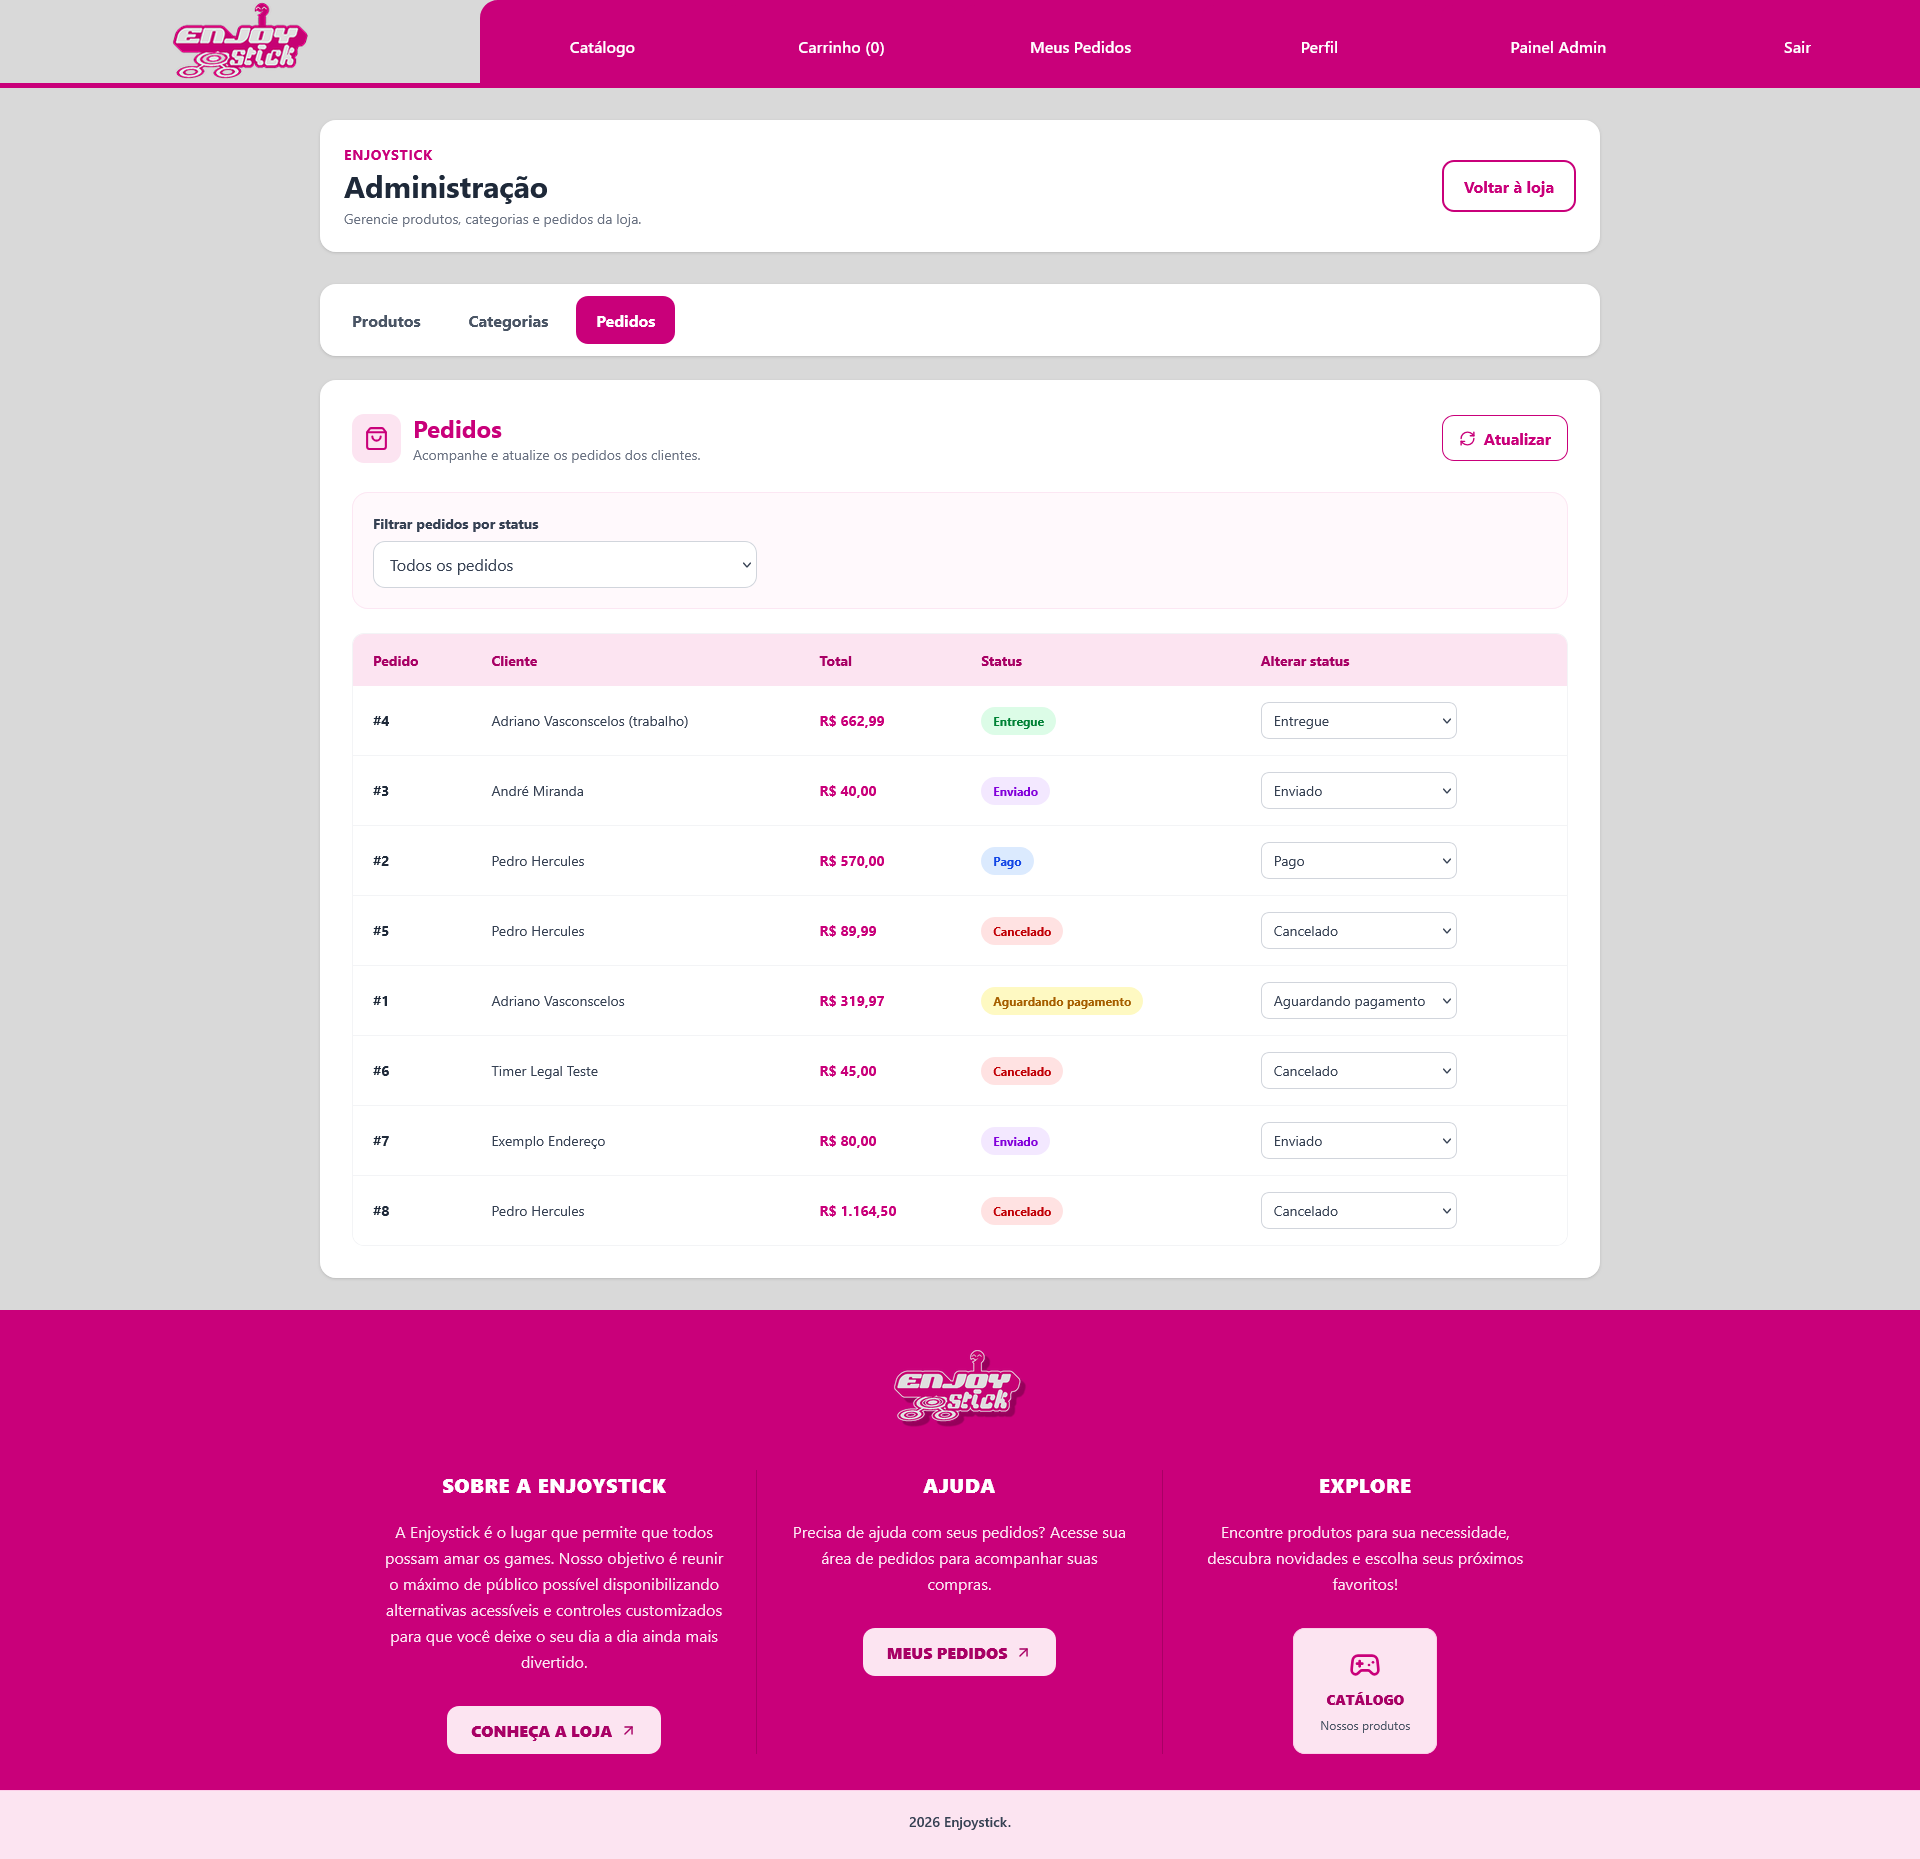 ENJOY stick
Catálogo Carrinho (0) Meus Pedidos Perfil Painel Admin Sair
ENJOYSTICK
Administração
Gerencie produtos, categorias e pedidos da loja.
Voltar à loja
Produtos Categorias Pedidos
Pedidos
Acompanhe e atualize os pedidos dos clientes.
Atualizar
Filtrar pedidos por status
Todos os pedidos
Pedido Cliente Total Status Alterar status
#4 Adriano Vasconscelos (trabalho) R$ 662,99 Entregue Entregue
#3 André Miranda R$ 40,00 Enviado Enviado
#2 Pedro Hercules R$ 570,00 Pago Pago
#5 Pedro Hercules R$ 89,99 Cancelado Cancelado
#1 Adriano Vasconscelos R$ 319,97 Aguardando pagamento Aguardando pagamento
#6 Timer Legal Teste R$ 45,00 Cancelado Cancelado
#7 Exemplo Endereço R$ 80,00 Enviado Enviado
#8 Pedro Hercules R$ 1.164,50 Cancelado Cancelado
ENJOY stick
SOBRE A ENJOYSTICK
A Enjoystick é o lugar que permite que todos
possam amar os games. Nosso objetivo é reunir
o máximo de público possível disponibilizando
alternativas acessíveis e controles customizados
para que você deixe o seu dia a dia ainda mais
divertido.
CONHEÇA A LOJA
AJUDA
Precisa de ajuda com seus pedidos? Acesse sua
área de pedidos para acompanhar suas
compras.
MEUS PEDIDOS
EXPLORE
Encontre produtos para sua necessidade,
descubra novidades e escolha seus próximos
favoritos!
CATÁLOGO
Nossos produtos
2026 Enjoystick.